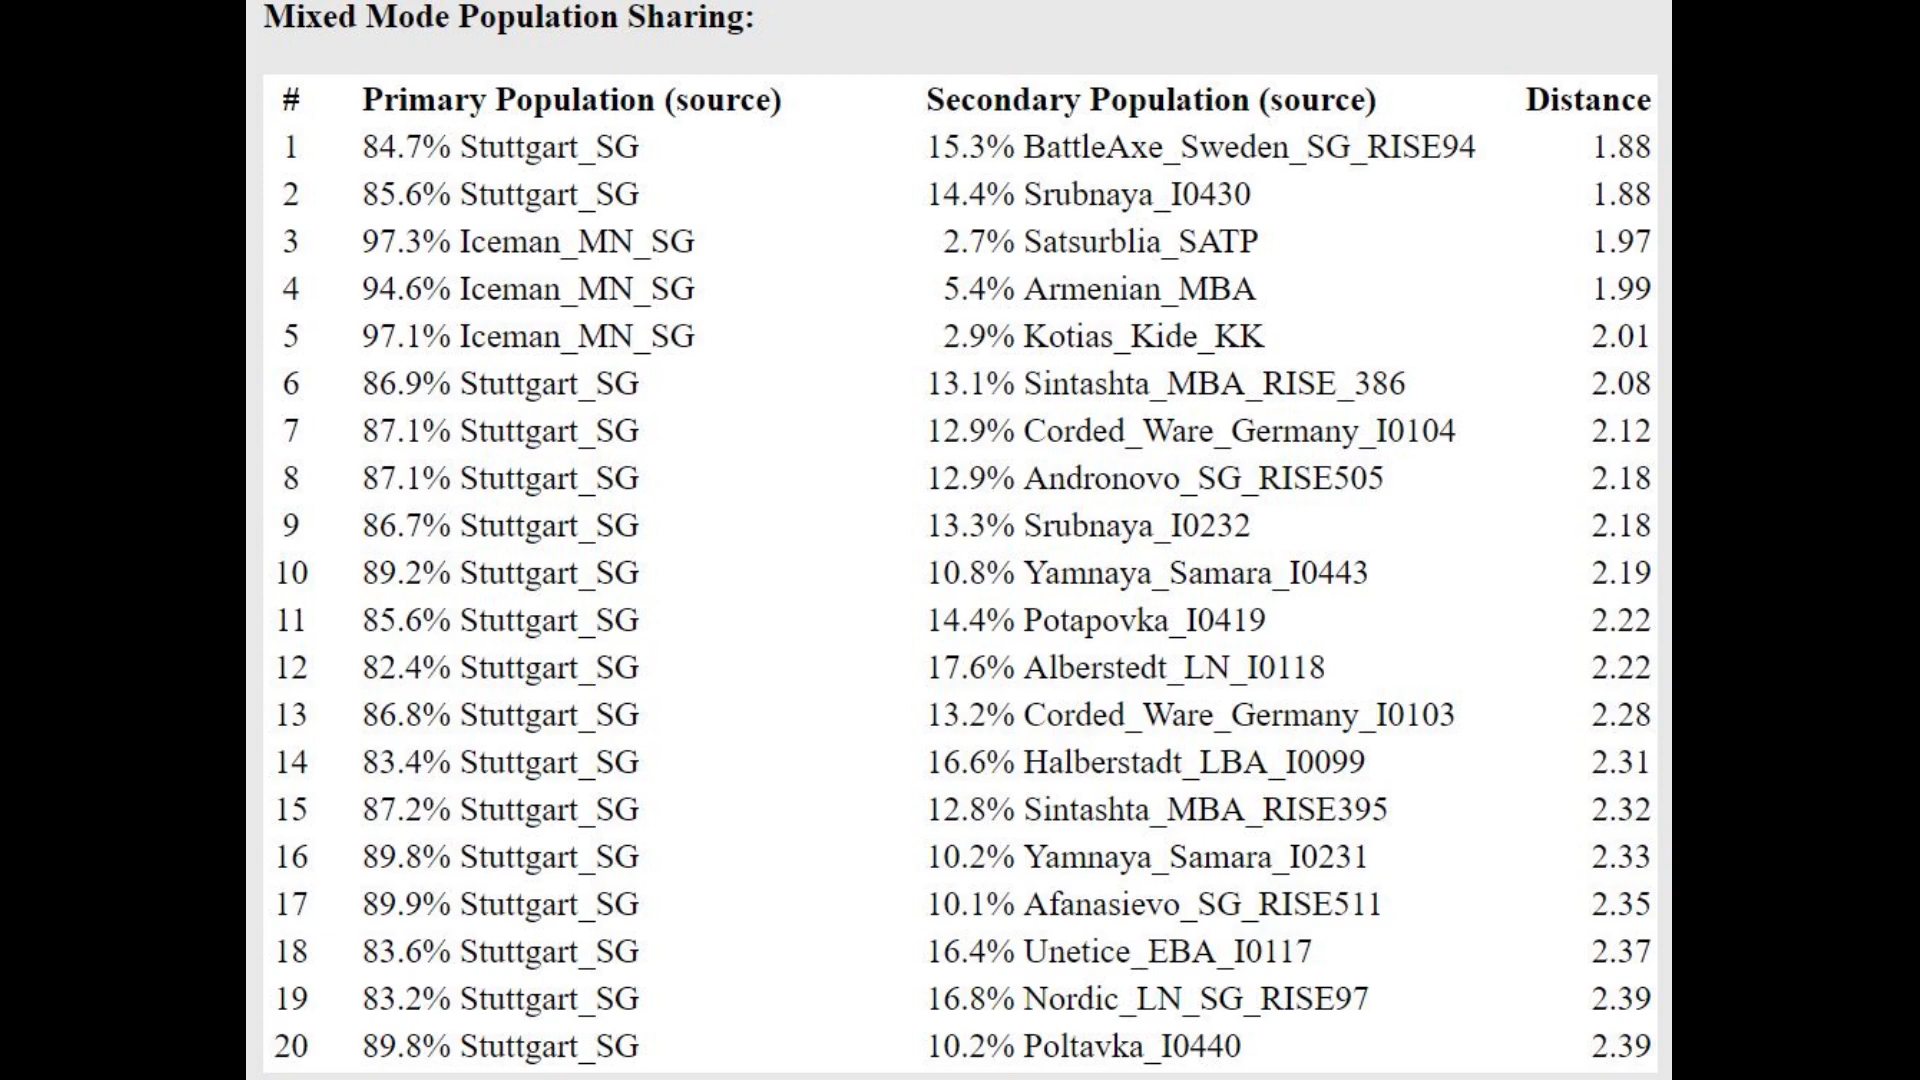 Mixed Mode Population Sharing:
# Primary Population (source) Secondary Population (source) Distance
1 84.7% Stuttgart_SG 15.3% BattleAxe_Sweden_SG_RISE94 1.88
2 85.6% Stuttgart_SG 14.4% Srubnaya_I0430 1.88
3 97.3% Iceman_MN_SG 2.7% Satsurblia_SATP 1.97
4 94.6% Iceman_MN_SG 5.4% Armenian_MBA 1.99
5 97.1% Iceman_MN_SG 2.9% Kotias_Kide_KK 2.01
6 86.9% Stuttgart_SG 13.1% Sintashta_MBA_RISE_386 2.08
7 87.1% Stuttgart_SG 12.9% Corded_Ware_Germany_I0104 2.12
8 87.1% Stuttgart_SG 12.9% Andronovo_SG_RISE505 2.18
9 86.7% Stuttgart_SG 13.3% Srubnaya_I0232 2.18
10 89.2% Stuttgart_SG 10.8% Yamnaya_Samara_I0443 2.19
11 85.6% Stuttgart_SG 14.4% Potapovka_I0419 2.22
12 82.4% Stuttgart_SG 17.6% Alberstedt_LN_I0118 2.22
13 86.8% Stuttgart_SG 13.2% Corded_Ware_Germany_I0103 2.28
14 83.4% Stuttgart_SG 16.6% Halberstadt_LBA_I0099 2.31
15 87.2% Stuttgart_SG 12.8% Sintashta_MBA_RISE395 2.32
16 89.8% Stuttgart_SG 10.2% Yamnaya_Samara_I0231 2.33
17 89.9% Stuttgart_SG 10.1% Afanasievo_SG_RISE511 2.35
18 83.6% Stuttgart_SG 16.4% Unetice_EBA_I0117 2.37
19 83.2% Stuttgart_SG 16.8% Nordic_LN_SG_RISE97 2.39
20 89.8% Stuttgart_SG 10.2% Poltavka_I0440 2.39